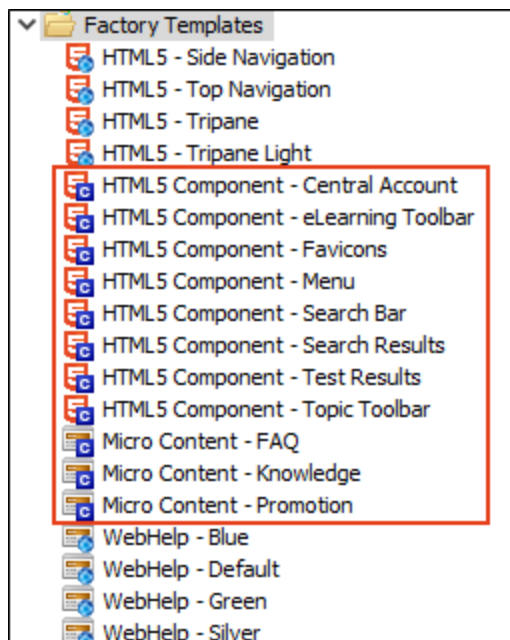 Factory Templates
HTML5 - Side Navigation
HTML5 - Top Navigation
HTML5 - Tripane
HTML5 - Tripane Light
HTML5 Component - Central Account
HTML5 Component - eLearning Toolbar
HTML5 Component - Favicons
HTML5 Component - Menu
HTML5 Component - Search Bar
HTML5 Component - Search Results
HTML5 Component - Test Results
HTML5 Component - Topic Toolbar
Micro Content - FAQ
Micro Content - Knowledge
Micro Content - Promotion
WebHelp - Blue
WebHelp - Default
WebHelp - Green
WebHelp - Silver